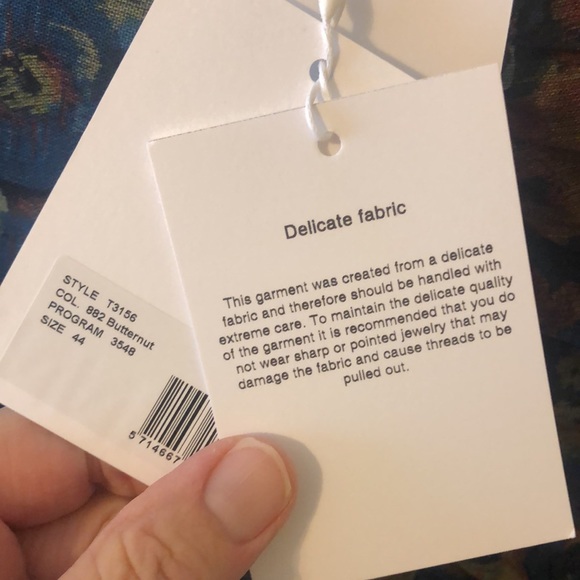 Delicate fabric
This garment was created from a delicate
fabric and therefore should be handled with
extreme care. To maintain the delicate quality
of the garment it is recommended that you do
not wear sharp or pointed jewelry that may
damage the fabric and cause threads to be
pulled out.
STYLE T3156
COL. 882 Butternut
PROGRAM 3548
SIZE 44
5 714667